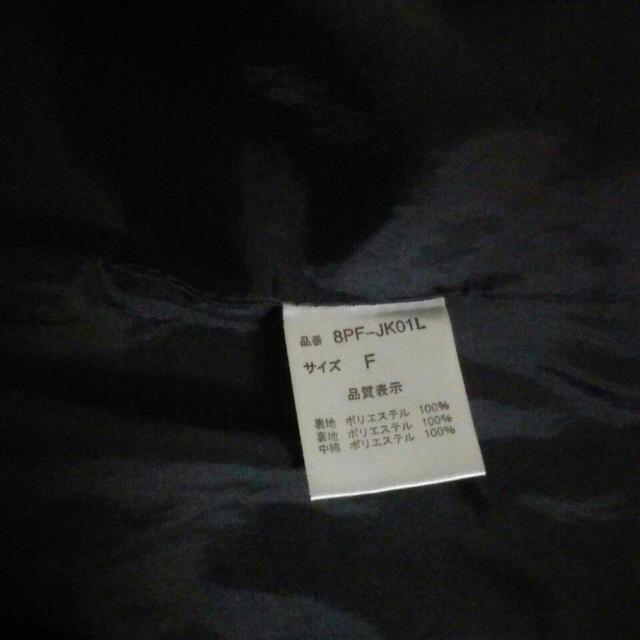 品番 8PF-JK01L
サイズ F
品質表示
表地 ポリエステル 100%
裏地 ポリエステル 100%
中綿 ポリエステル 100%